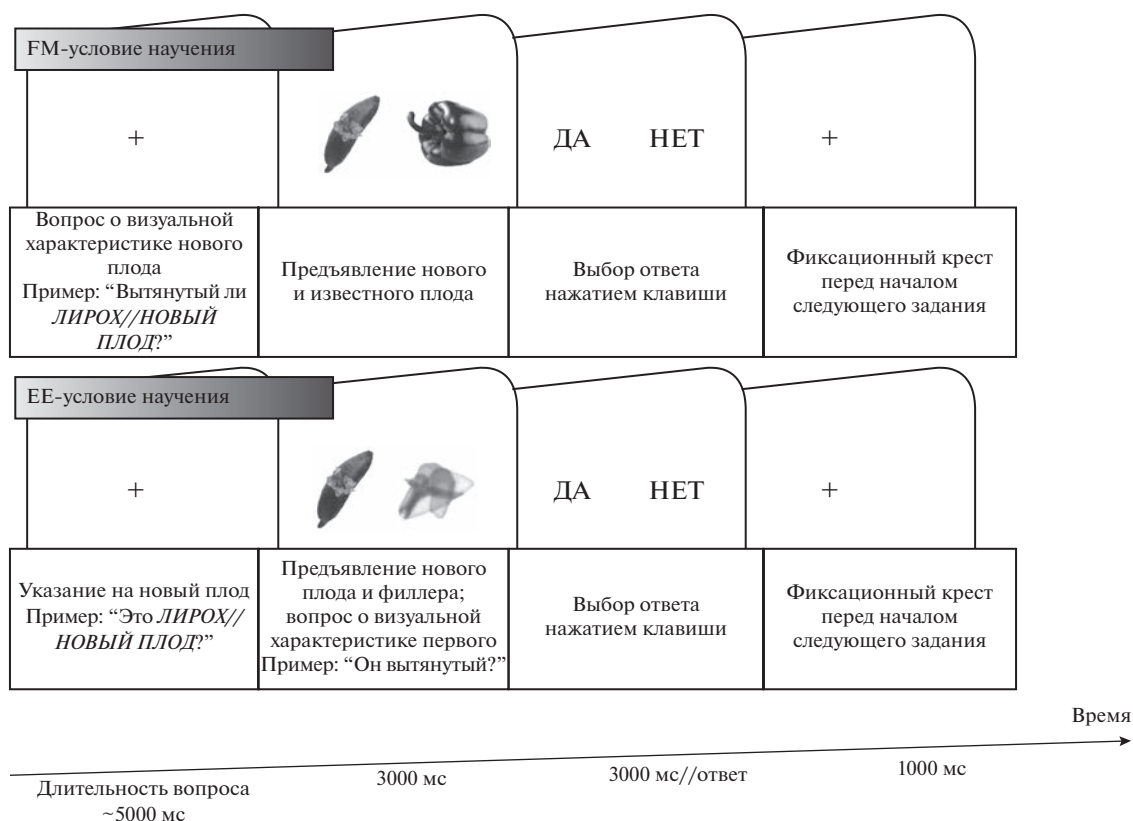 FM-условие научения
+
ДА НЕТ
+
Вопрос о визуальной
характеристике нового
плода
Пример: “Вытянутый ли
ЛИРОХ//НОВЫЙ
ПЛОД?”
Предъявление нового
и известного плода
Выбор ответа
нажатием клавиши
Фиксационный крест
перед началом
следующего задания
EE-условие научения
+
ДА НЕТ
+
Указание на новый плод
Пример: “Это ЛИРОХ//
НОВЫЙ ПЛОД?”
Предъявление нового
плода и филлера;
вопрос о визуальной
характеристике первого
Пример: “Он вытянутый?”
Выбор ответа
нажатием клавиши
Фиксационный крест
перед началом
следующего задания
Время
Длительность вопроса
~5000 мс
3000 мс
3000 мс//ответ
1000 мс